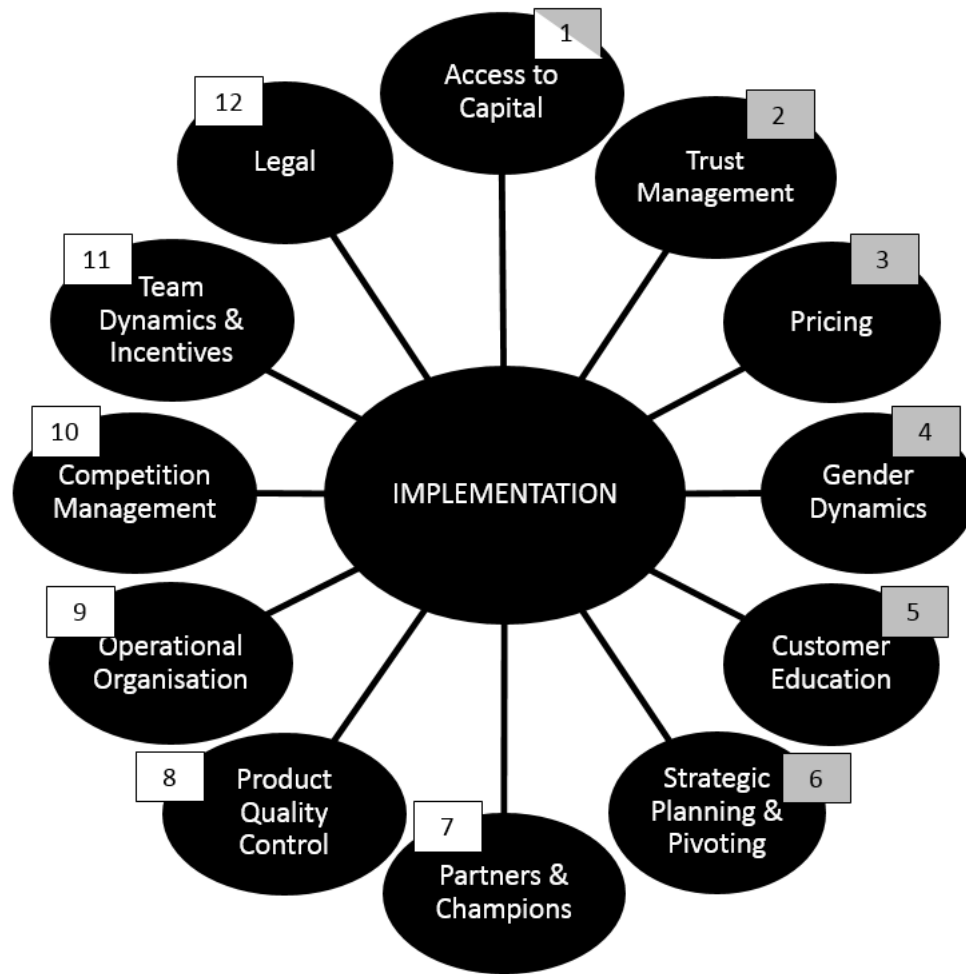 1
Access to
Capital
2
Trust
Management
3
Pricing
4
Gender
Dynamics
5
Customer
Education
6
Strategic
Planning &
Pivoting
7
Partners &
Champions
8
Product
Quality
Control
9
Operational
Organisation
10
Competition
Management
11
Team
Dynamics &
Incentives
12
Legal
IMPLEMENTATION